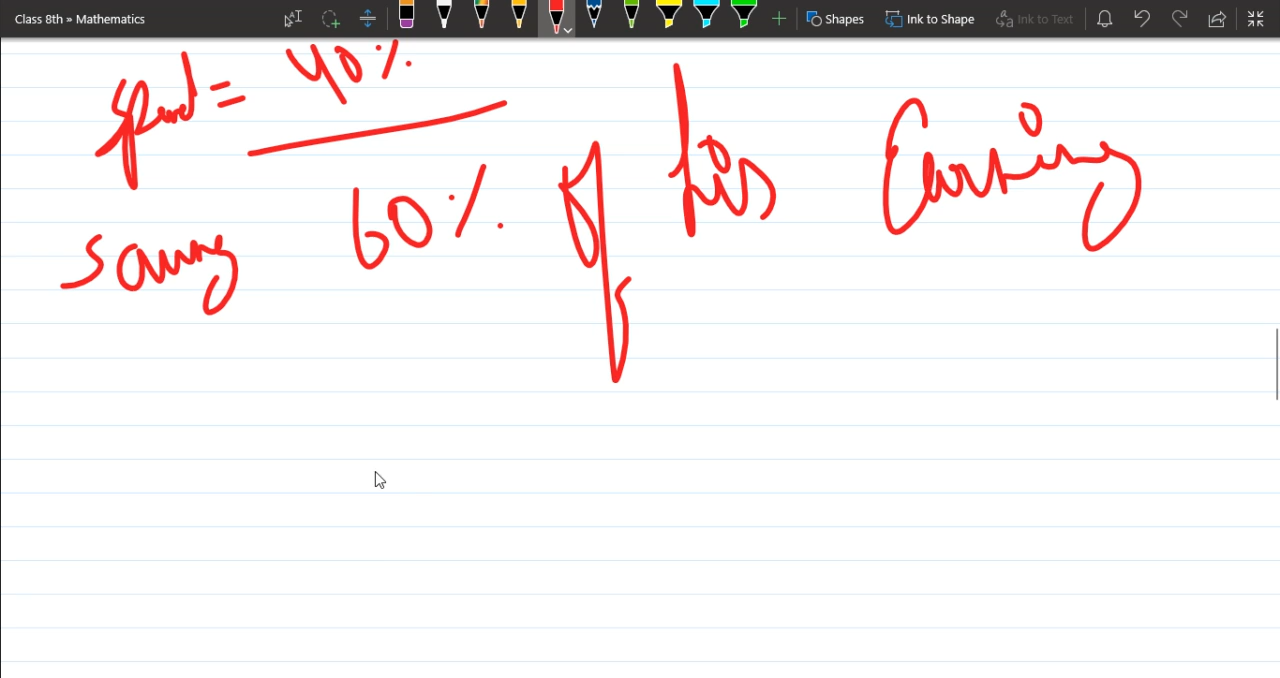 Class 8th » Mathematics
Shapes
Ink to Shape
Ink to Text
Spend = 40%
saving 60% of his Earning